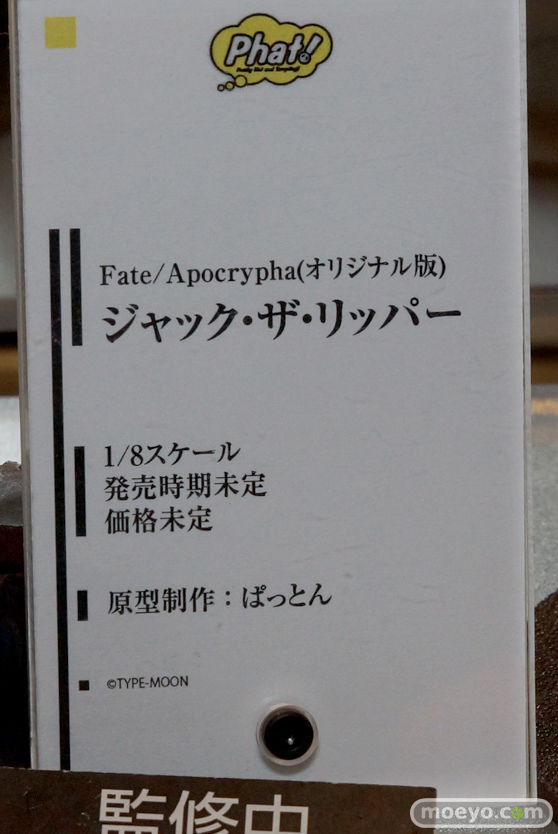 Phat!
Fate/Apocrypha(オリジナル版)
ジャック・ザ・リッパー
1/8スケール
発売時期未定
価格未定
原型制作：ぱっとん
©TYPE-MOON
監修中
moeyo.com